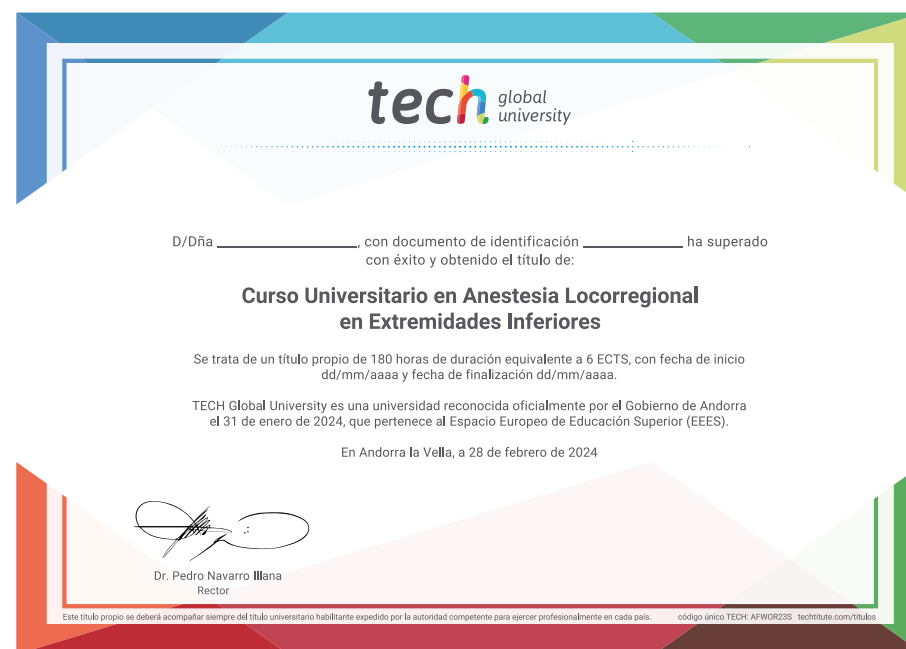 tech global university
D/Dña ____________, con documento de identificación ____________ ha superado
con éxito y obtenido el título de:
Curso Universitario en Anestesia Locorregional
en Extremidades Inferiores
Se trata de un título propio de 180 horas de duración equivalente a 6 ECTS, con fecha de inicio
dd/mm/aaaa y fecha de finalización dd/mm/aaaa.
TECH Global University es una universidad reconocida oficialmente por el Gobierno de Andorra
el 31 de enero de 2024, que pertenece al Espacio Europeo de Educación Superior (EEES).
En Andorra la Vella, a 28 de febrero de 2024
Dr. Pedro Navarro Illana
Rector
Este título propio se deberá acompañar siempre del título universitario habilitante expedido por la autoridad competente para ejercer profesionalmente en cada país. código único TECH: AFWOR23S techtitute.com/titulos